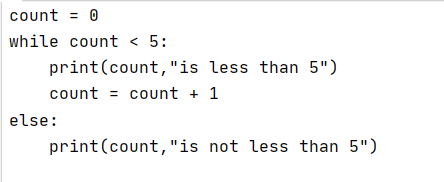 count = 0
while count < 5:
    print(count,"is less than 5")
    count = count + 1
else:
    print(count,"is not less than 5")